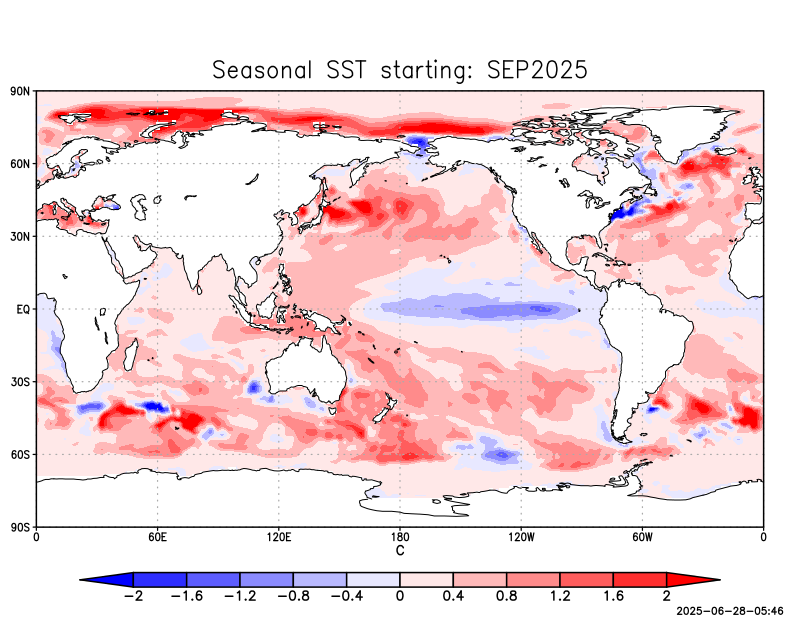 Seasonal SST starting: SEP2025
90N
60N
30N
EQ
30S
60S
90S
0 60E 120E 180 120W 60W 0
C
-2 -1.6 -1.2 -0.8 -0.4 0 0.4 0.8 1.2 1.6 2
2025-06-28-05:46